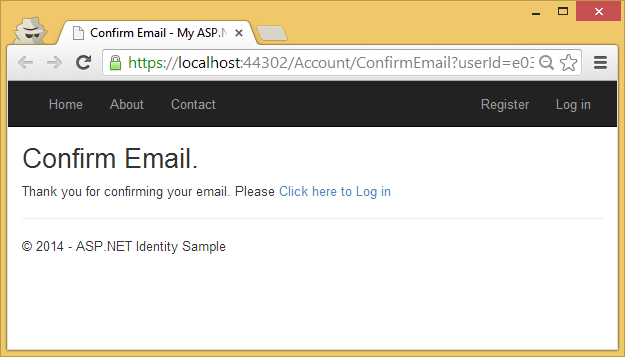 Confirm Email - My ASP.N
https://localhost:44302/Account/ConfirmEmail?userId=e03
Home About Contact Register Log in
Confirm Email.
Thank you for confirming your email. Please Click here to Log in
© 2014 - ASP.NET Identity Sample